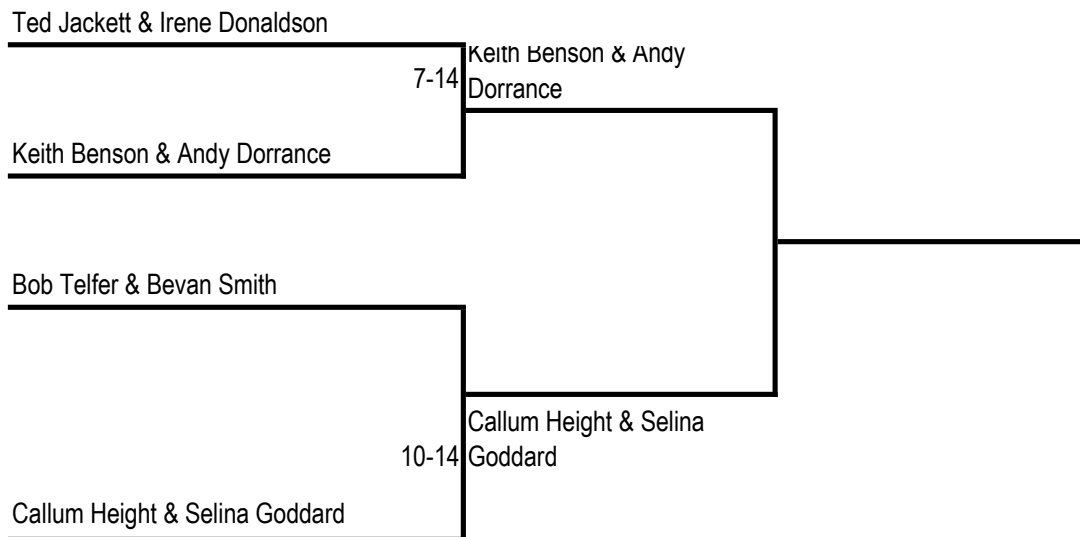 Ted Jackett & Irene Donaldson
Keith Benson & Andy
7-14
Dorrance
Keith Benson & Andy Dorrance
Bob Telfer & Bevan Smith
Callum Height & Selina
10-14
Goddard
Callum Height & Selina Goddard